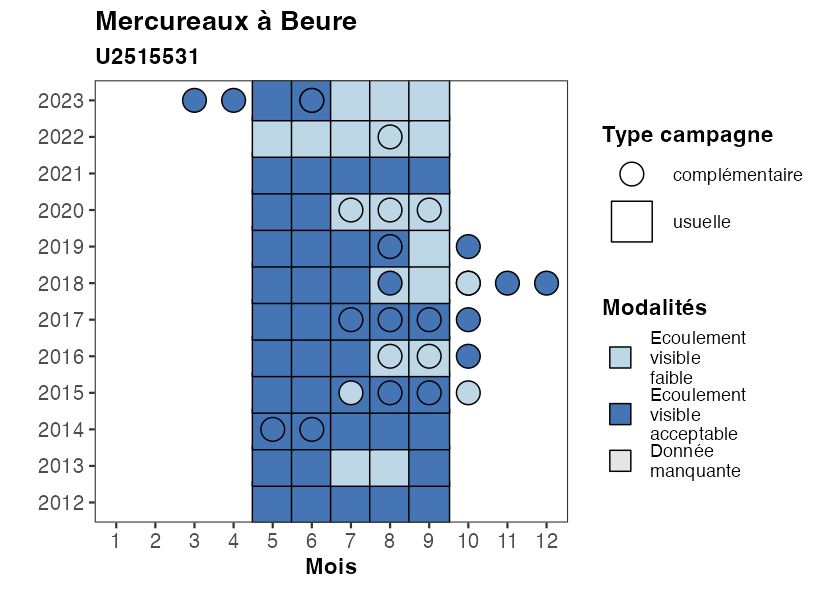 Mercureaux à Beure
U2515531
2023
2022
2021
2020
2019
2018
2017
2016
2015
2014
2013
2012
1 2 3 4 5 6 7 8 9 10 11 12
Mois
Type campagne
complémentaire
usuelle
Modalités
Ecoulement
visible
faible
Ecoulement
visible
acceptable
Donnée
manquante